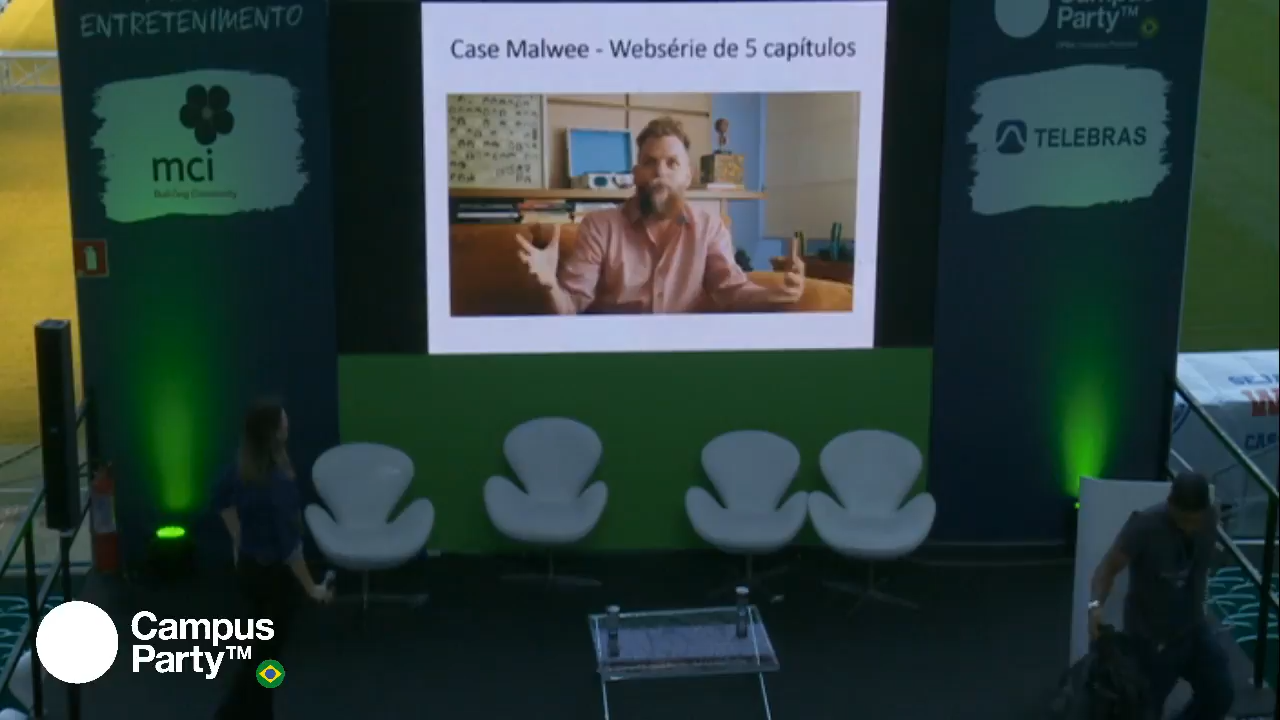 ENTRETENIMENTO
mci
Building Community
Case Malwee - Websérie de 5 capítulos
Campus
Party™
TELEBRAS
Campus
Party™